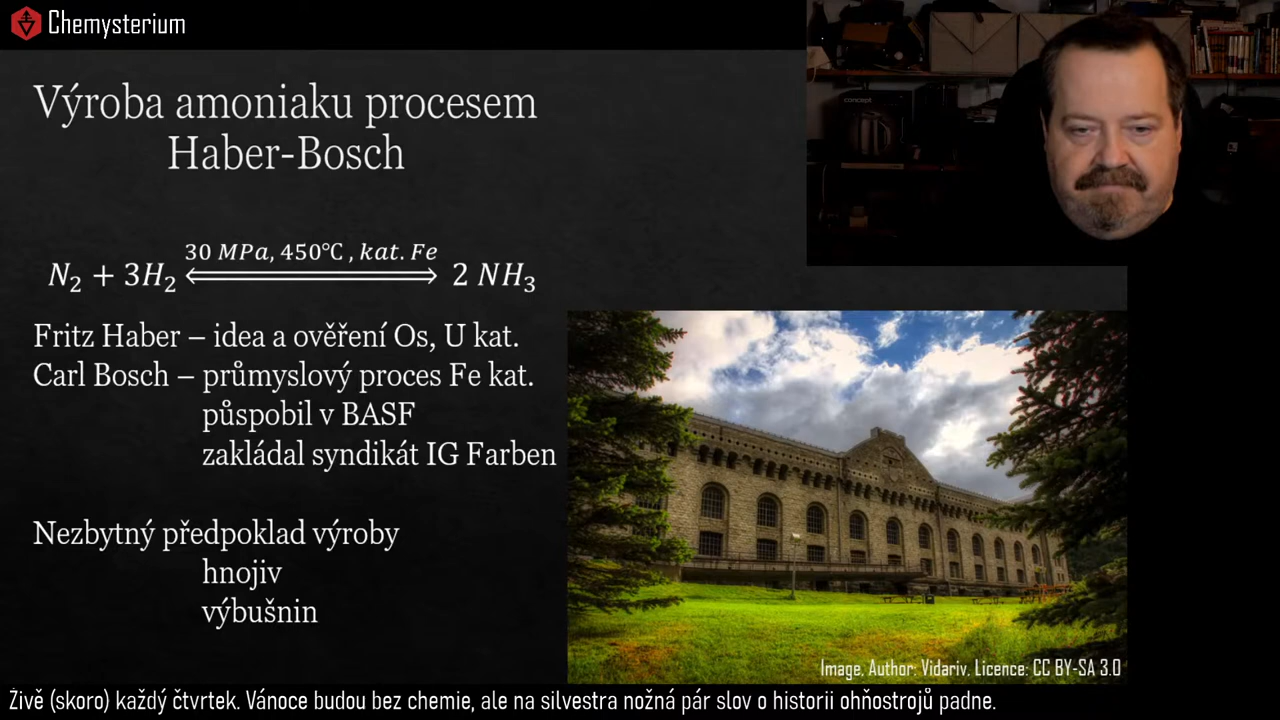 Chemysterium
concept
Výroba amoniaku procesem
Haber-Bosch
30 MPa, 450℃ , kat. Fe
N₂ + 3H₂ ⟺ 2 NH₃
Fritz Haber – idea a ověření Os, U kat.
Carl Bosch – průmyslový proces Fe kat.
půspobil v BASF
zakládal syndikát IG Farben
Nezbytný předpoklad výroby
hnojiv
výbušnin
Image, Author: Vidariv, Licence: CC BY-SA 3.0
Živě (skoro) každý čtvrtek. Vánoce budou bez chemie, ale na silvestra nožná pár slov o historii ohňostrojů padne.